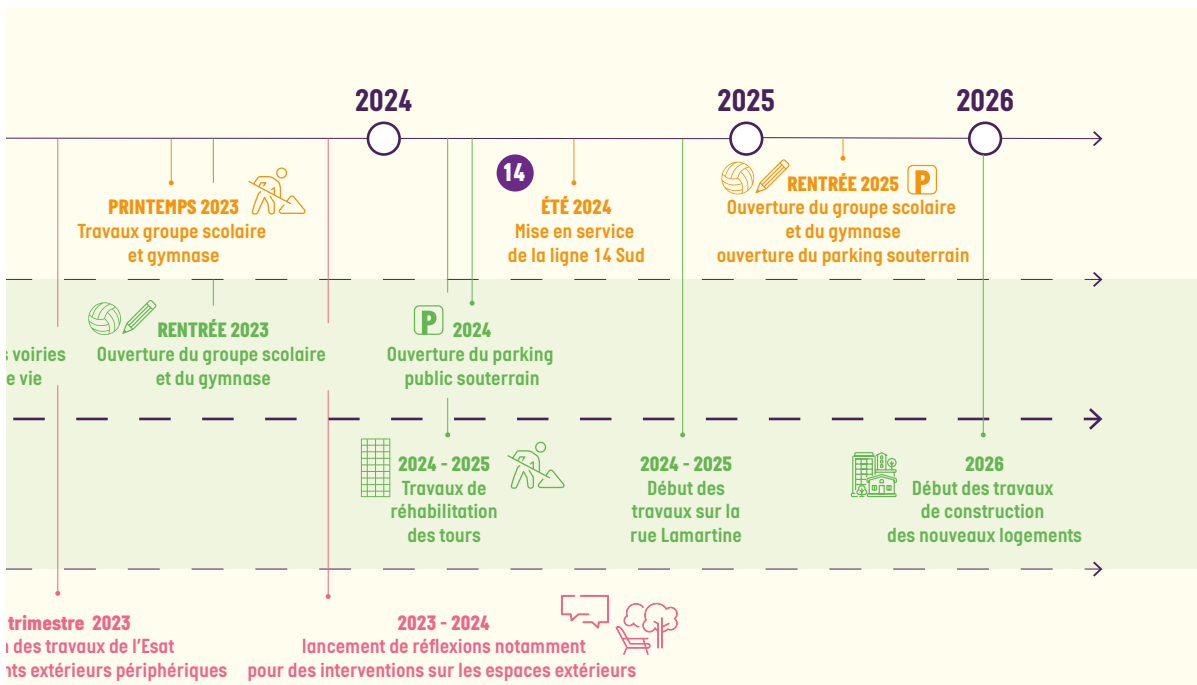 2024
2025
2026
14
PRINTEMPS 2023
Travaux groupe scolaire
et gymnase
ÉTÉ 2024
Mise en service
de la ligne 14 Sud
RENTRÉE 2025 P
Ouverture du groupe scolaire
et du gymnase
ouverture du parking souterrain
voiries
e vie
RENTRÉE 2023
Ouverture du groupe scolaire
et du gymnase
P 2024
Ouverture du parking
public souterrain
2024 - 2025
Travaux de
réhabilitation
des tours
2024 - 2025
Début des
travaux sur la
rue Lamartine
2026
Début des travaux
de construction
des nouveaux logements
trimestre 2023
des travaux de l'Esat
nts extérieurs périphériques
2023 - 2024
lancement de réflexions notamment
pour des interventions sur les espaces extérieurs